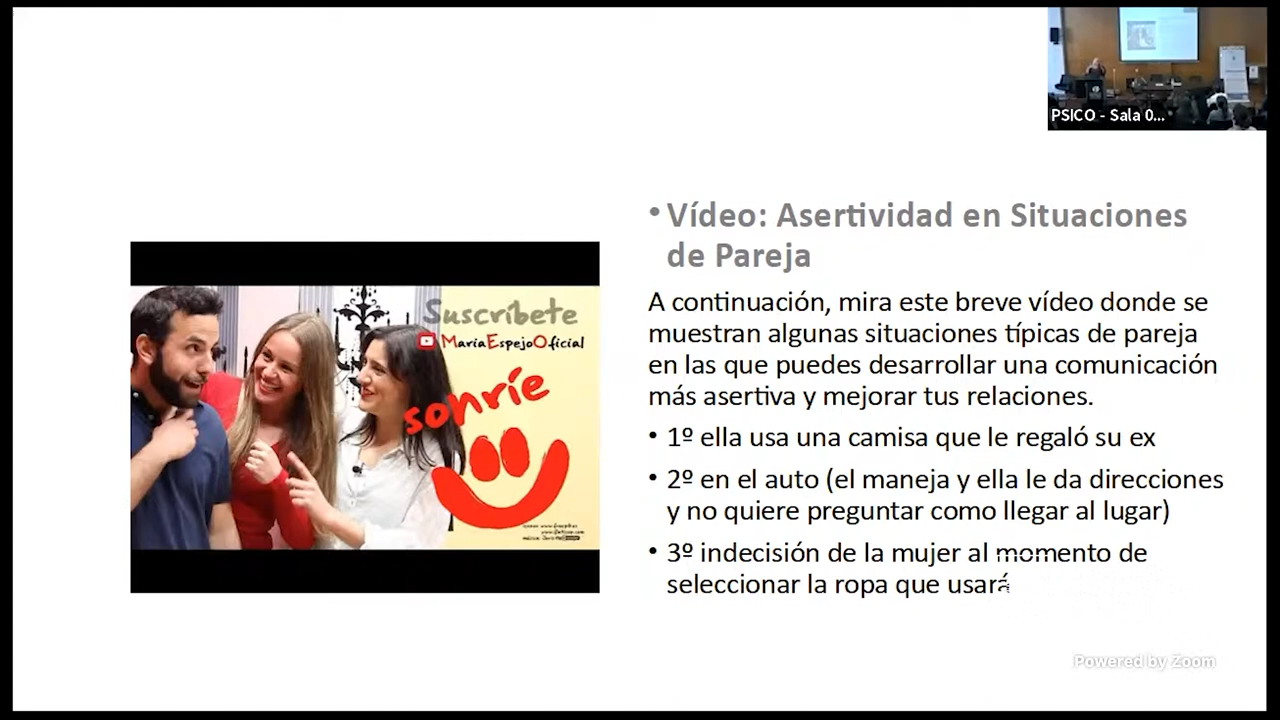 PSICO - Sala 0...
• Vídeo: Asertividad en Situaciones
de Pareja
A continuación, mira este breve vídeo donde se
muestran algunas situaciones típicas de pareja
en las que puedes desarrollar una comunicación
más asertiva y mejorar tus relaciones.
• 1º ella usa una camisa que le regaló su ex
• 2º en el auto (el maneja y ella le da direcciones
y no quiere preguntar como llegar al lugar)
• 3º indecisión de la mujer al momento de
seleccionar la ropa que usará
Suscríbete
MaríaEspejoOficial
sonríe
Powered by Zoom